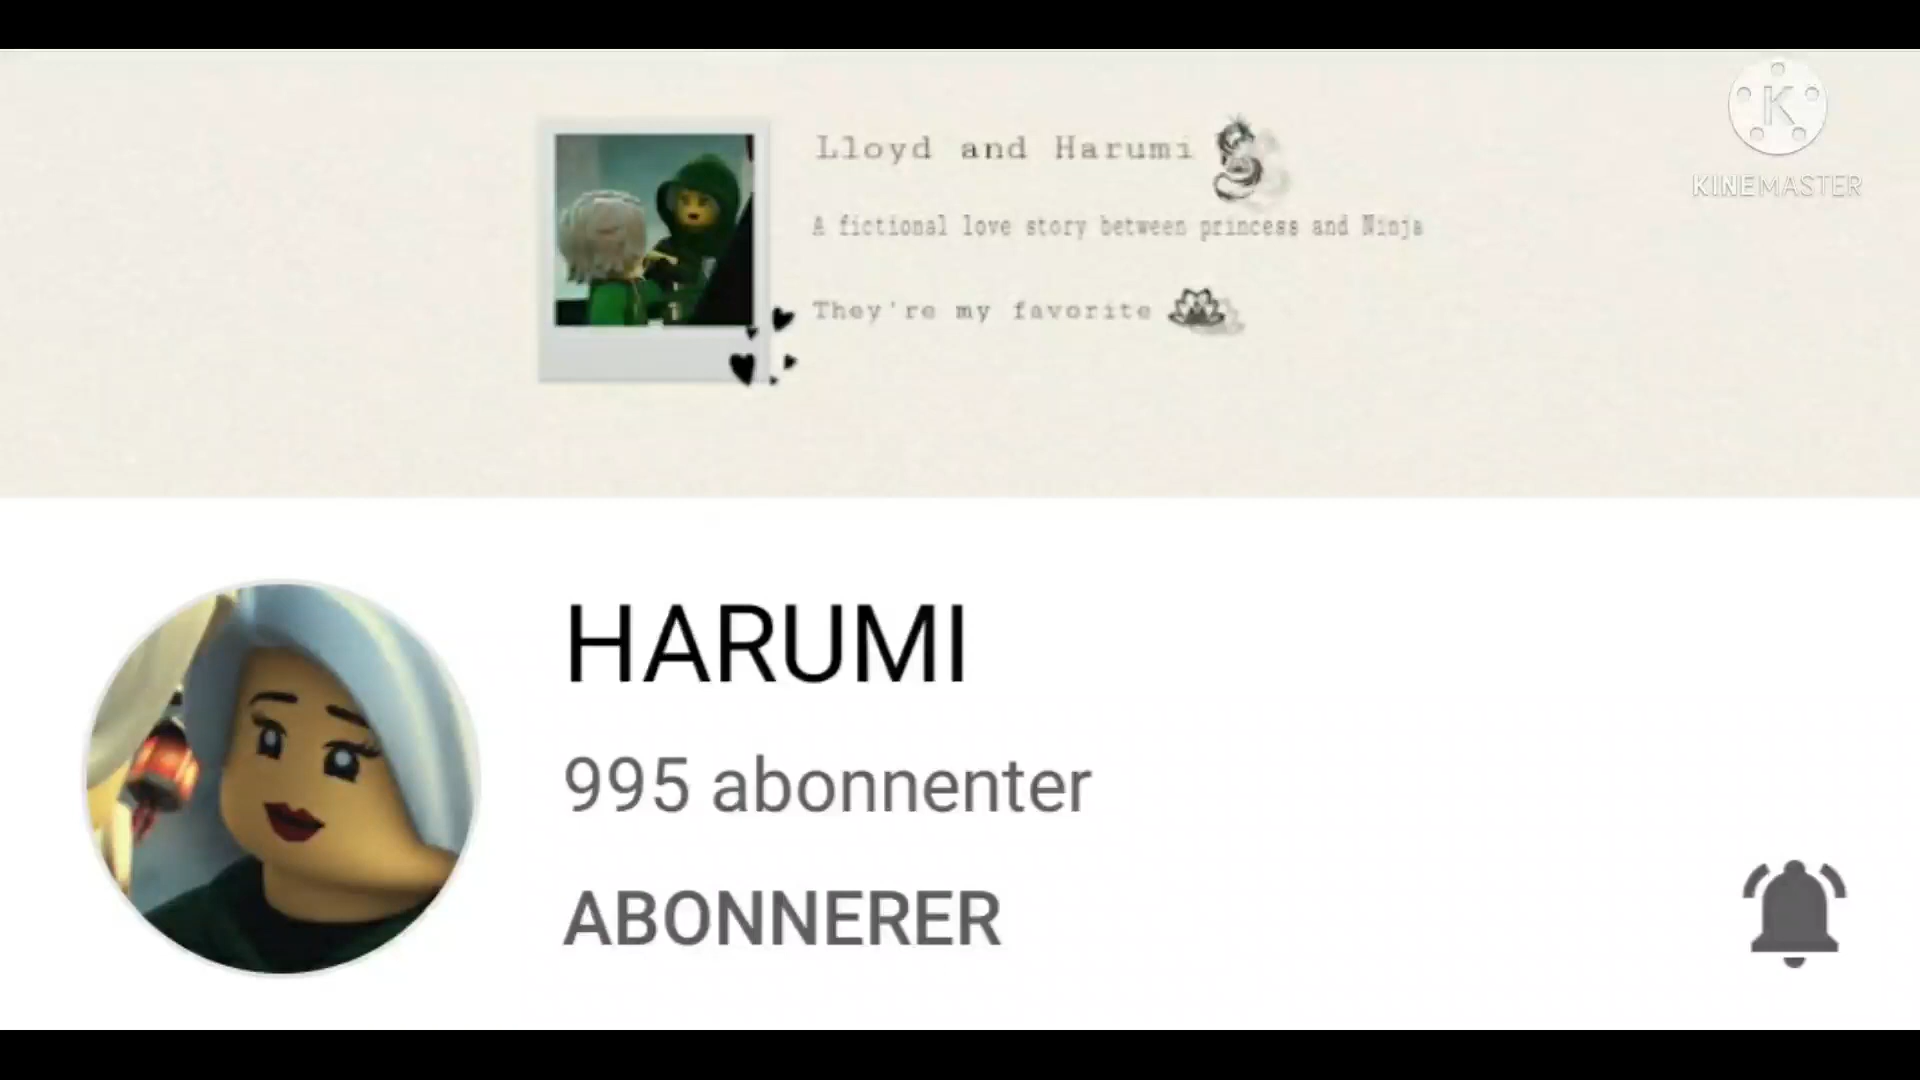 Lloyd and Harumi
A fictional love story between princess and Ninja
They're my favorite
K
KINEMASTER
HARUMI
995 abonnenter
ABONNERER